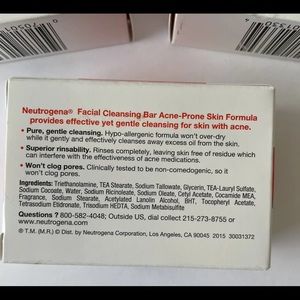 Neutrogena® Facial Cleansing Bar Acne-Prone Skin Formula
provides effective yet gentle cleansing for skin with acne.
• Pure, gentle cleansing. Hypo-allergenic formula won't over-dry
while it gently and effectively cleanses away excess oil from the skin.
• Superior rinsability. Rinses completely, leaving skin free of residue which
can interfere with the effectiveness of acne medications.
• Won't clog pores. Clinically tested to be non-comedogenic, so it
won't clog pores.
Ingredients: Triethanolamine, TEA Stearate, Sodium Tallowate, Glycerin, TEA-Lauryl Sulfate,
Sodium Cocoate, Water, Sodium Ricinoleate, Sodium Oleate, Cetyl Acetate, Cocamide MEA,
Fragrance, Sodium Stearate, Acetylated Lanolin Alcohol, BHT, Tocopheryl Acetate,
Tetrasodium Etidronate, Trisodium HEDTA, Sodium Metabisulfite
Questions ? 800-582-4048; Outside US, dial collect 215-273-8755 or
www.neutrogena.com
® T.M. (M.R.) © Dist. by Neutrogena Corporation, Los Angeles, CA 90045 2015 30031372